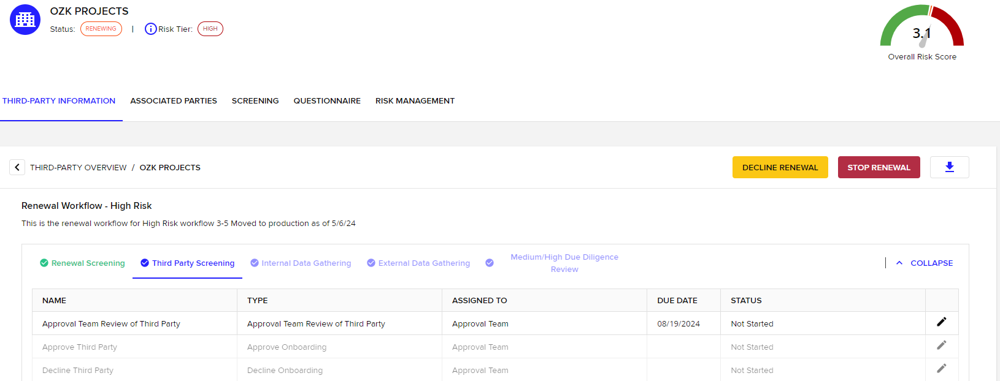 OZK PROJECTS
Status: RENEWING | Risk Tier: HIGH
3.1
Overall Risk Score
THIRD-PARTY INFORMATION ASSOCIATED PARTIES SCREENING QUESTIONNAIRE RISK MANAGEMENT
THIRD-PARTY OVERVIEW / OZK PROJECTS DECLINE RENEWAL STOP RENEWAL
Renewal Workflow - High Risk
This is the renewal workflow for High Risk workflow 3-5 Moved to production as of 5/6/24
Renewal Screening Third Party Screening Internal Data Gathering External Data Gathering Medium/High Due Diligence
Review
COLLAPSE
NAME TYPE ASSIGNED TO DUE DATE STATUS
Approval Team Review of Third Party Approval Team Review of Third Party Approval Team 08/19/2024 Not Started
Approve Third Party Approve Onboarding Approval Team Not Started
Decline Third Party Decline Onboarding Approval Team Not Started